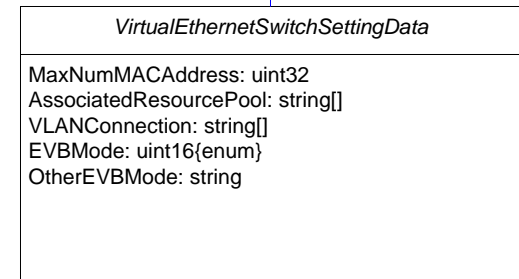 VirtualEthernetSwitchSettingData
MaxNumMACAddress: uint32
AssociatedResourcePool: string[]
VLANConnection: string[]
EVBMode: uint16{enum}
OtherEVBMode: string